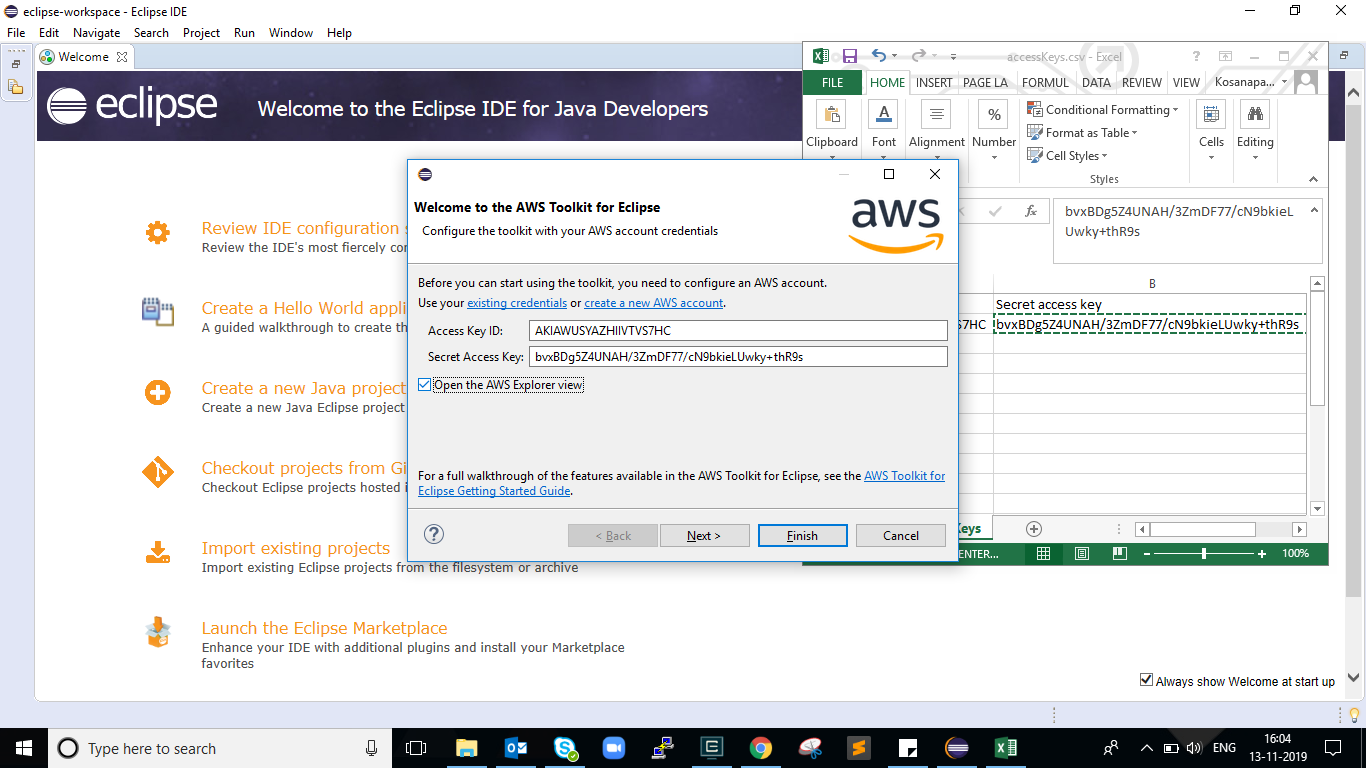 eclipse-workspace - Eclipse IDE
File Edit Navigate Search Project Run Window Help
Welcome
eclipse
Welcome to the Eclipse IDE for Java Developers
Review IDE configuration s
Review the IDE's most fiercely con
Create a Hello World appli
A guided walkthrough to create th
Create a new Java project
Create a new Java Eclipse project
Checkout projects from Gi
Checkout Eclipse projects hosted i
Import existing projects
Import existing Eclipse projects from the filesystem or archive
Launch the Eclipse Marketplace
Enhance your IDE with additional plugins and install your Marketplace
favorites
Always show Welcome at start up
accessKeys.csv - Excel
FILE HOME INSERT PAGE LA FORMUL DATA REVIEW VIEW Kosanapa...
Clipboard Font Alignment Number
Conditional Formatting
Format as Table
Cell Styles
Styles
Cells Editing
fx
bvxBDg5Z4UNAH/3ZmDF77/cN9bkieL
Uwky+thR9s
B
Secret access key
S7HC bvxBDg5Z4UNAH/3ZmDF77/cN9bkieLUwky+thR9s
Keys
ENTER... 100%
Welcome to the AWS Toolkit for Eclipse
Configure the toolkit with your AWS account credentials
aws
Before you can start using the toolkit, you need to configure an AWS account.
Use your existing credentials or create a new AWS account.
Access Key ID: AKIAWUSYAZHIIVTVS7HC
Secret Access Key: bvxBDg5Z4UNAH/3ZmDF77/cN9bkieLUwky+thR9s
Open the AWS Explorer view
For a full walkthrough of the features available in the AWS Toolkit for Eclipse, see the AWS Toolkit for
Eclipse Getting Started Guide.
< Back Next > Finish Cancel
Type here to search
ENG
16:04
13-11-2019